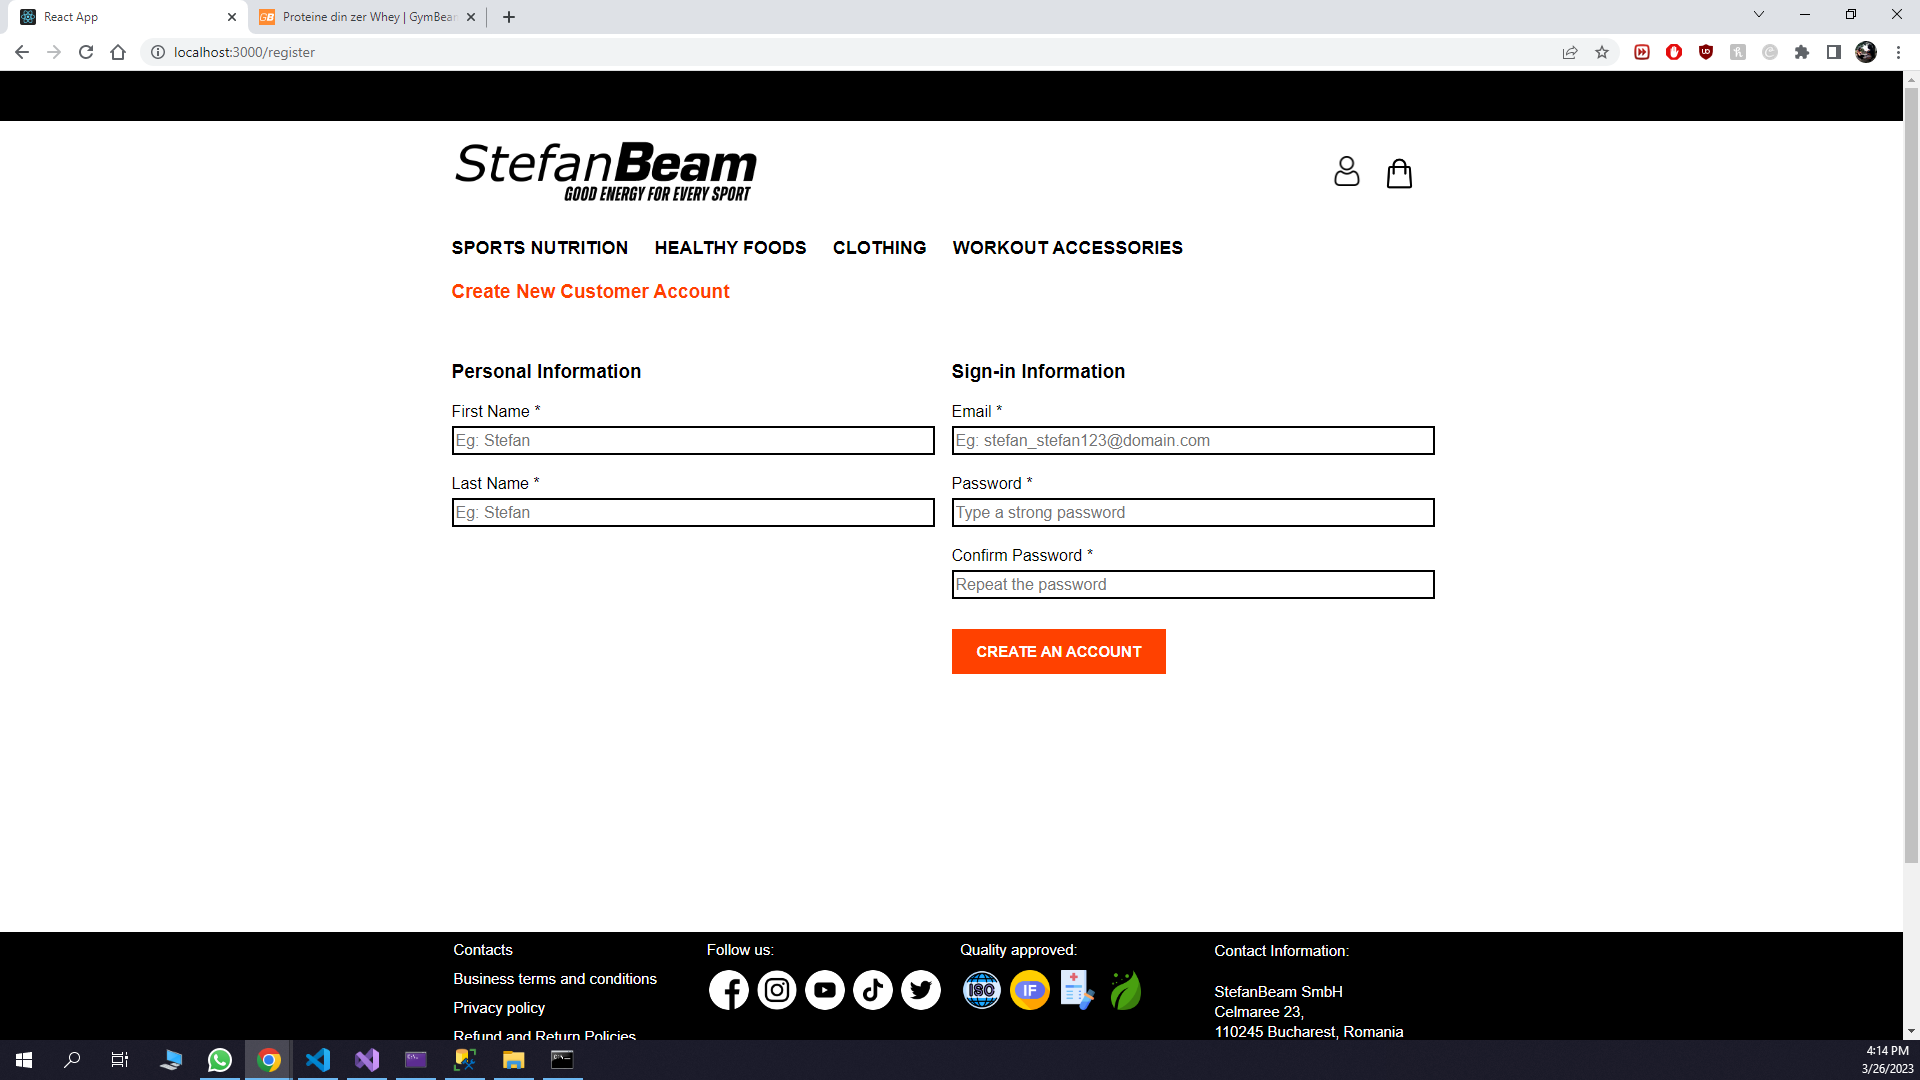 React App
Proteine din zer Whey | GymBean
localhost:3000/register
StefanBeam
GOOD ENERGY FOR EVERY SPORT
SPORTS NUTRITION HEALTHY FOODS CLOTHING WORKOUT ACCESSORIES
Create New Customer Account
Personal Information
First Name *
Eg: Stefan
Last Name *
Eg: Stefan
Sign-in Information
Email *
Eg: stefan_stefan123@domain.com
Password *
Type a strong password
Confirm Password *
Repeat the password
CREATE AN ACCOUNT
Contacts
Business terms and conditions
Privacy policy
Refund and Return Policies
Follow us:
Quality approved:
ISO
IF
Contact Information:
StefanBeam SmbH
Celmaree 23,
110245 Bucharest, Romania
4:14 PM
3/26/2023